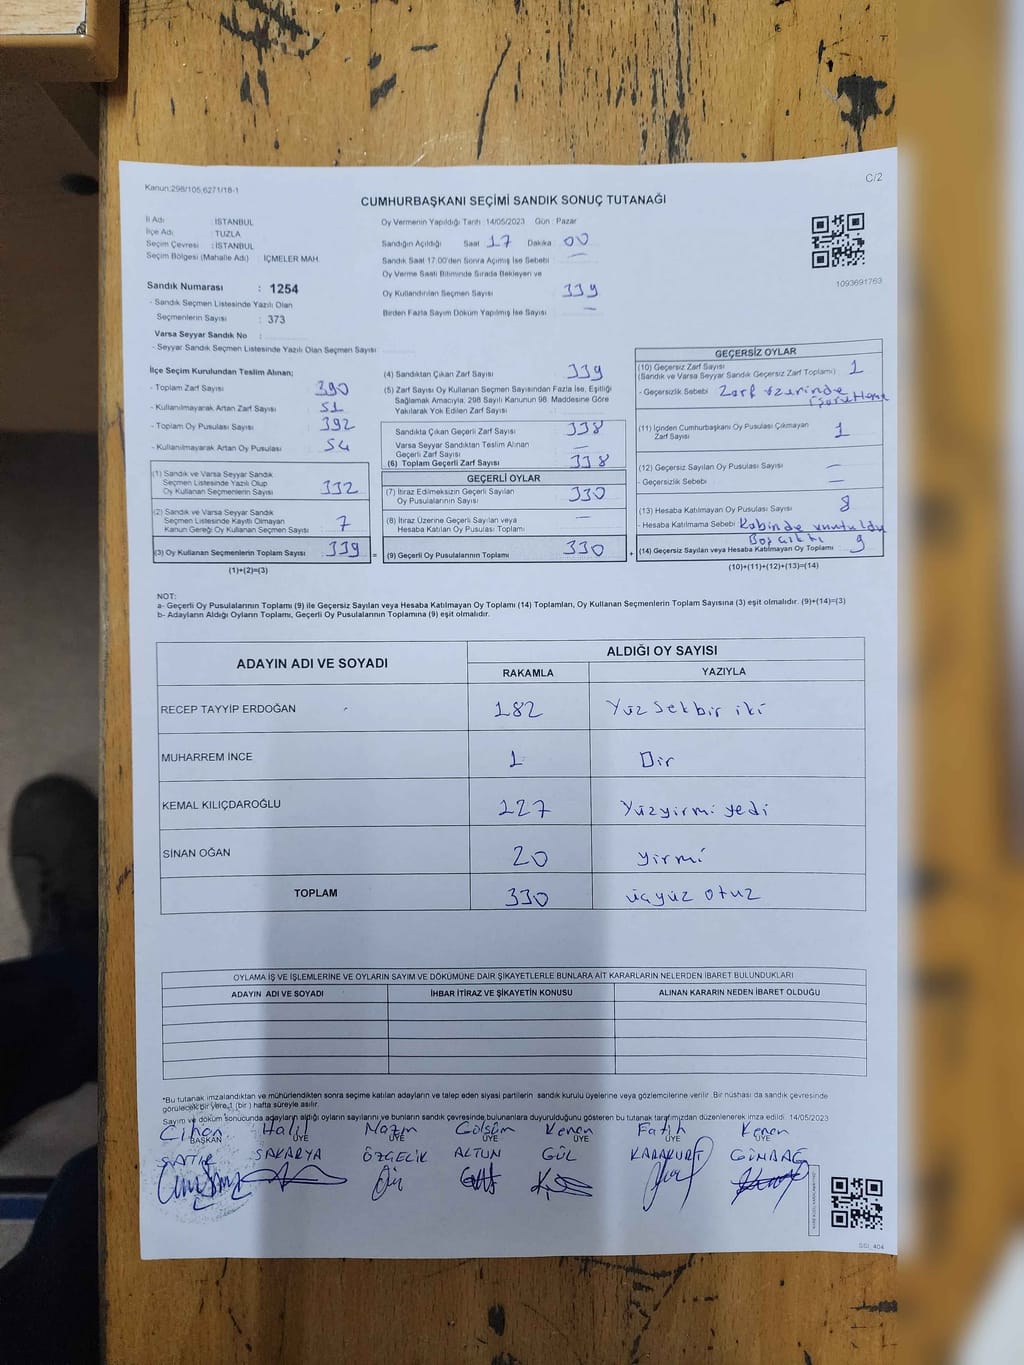 C/2
Kanun:298/105,6271/18-1
CUMHURBAŞKANI SEÇİMİ SANDIK SONUÇ TUTANAĞI
İl Adı : İSTANBUL
İlçe Adı : TUZLA
Seçim Çevresi : İSTANBUL
Seçim Bölgesi (Mahalle Adı) : İÇMELER MAH.
Sandık Numarası : 1254
- Sandık Seçmen Listesinde Yazılı Olan
Seçmenlerin Sayısı : 373
Varsa Seyyar Sandık No :
- Seyyar Sandık Seçmen Listesinde Yazılı Olan Seçmen Sayısı
Oy Vermenin Yapıldığı Tarih :14/05/2023 Gün : Pazar
Sandığın Açıldığı Saat 17 Dakika 00
Sandık Saat 17.00'den Sonra Açımış İse Sebebi —
Oy Verme Saati Bitiminde Sırada Bekleyen ve
Oy Kullandırılan Seçmen Sayısı 339
Birden Fazla Sayım Döküm Yapılmış İse Sayısı —
1093691763
İlçe Seçim Kurulundan Teslim Alınan;
- Toplam Zarf Sayısı 390
- Kullanılmayarak Artan Zarf Sayısı 51
- Toplam Oy Pusulası Sayısı 392
- Kullanılmayarak Artan Oy Pusulası 54
(1) Sandık ve Varsa Seyyar Sandık
Seçmen Listesinde Yazılı Olup
Oy Kullanan Seçmenlerin Sayısı 332
(2) Sandık ve Varsa Seyyar Sandık
Seçmen Listesinde Kayıtlı Olmayan
Kanun Gereği Oy Kullanan Seçmen Sayısı 7
(3) Oy Kullanan Seçmenlerin Toplam Sayısı 339 =
(1)+(2)=(3)
(4) Sandıktan Çıkan Zarf Sayısı 339
(5) Zarf Sayısı Oy Kullanan Seçmen Sayısından Fazla İse, Eşitliği
Sağlamak Amacıyla; 298 Sayılı Kanunun 98. Maddesine Göre
Yakılarak Yok Edilen Zarf Sayısı
Sandıkta Çıkan Geçerli Zarf Sayısı 338
Varsa Seyyar Sandıktan Teslim Alınan
Geçerli Zarf Sayısı —
(6) Toplam Geçerli Zarf Sayısı 338
GEÇERLİ OYLAR
(7) İtiraz Edilmeksizin Geçerli Sayılan
Oy Pusulalarının Sayısı 330
(8) İtiraz Üzerine Geçerli Sayılan veya
Hesaba Katılan Oy Pusulası Toplamı —
(9) Geçerli Oy Pusulalarının Toplamı 330 +
GEÇERSİZ OYLAR
(10) Geçersiz Zarf Sayısı 1
(Sandık ve Varsa Seyyar Sandık Geçersiz Zarf Toplamı)
- Geçersizlik Sebebi Zarf üzerinde
işaretleme
(11) İçinden Cumhurbaşkanı Oy Pusulası Çıkmayan
Zarf Sayısı 1
(12) Geçersiz Sayılan Oy Pusulası Sayısı —
- Geçersizlik Sebebi —
(13) Hesaba Katılmayan Oy Pusulası Sayısı 8
- Hesaba Katılmama Sebebi Kabinde unutuldu
Boş çıktı
(14) Geçersiz Sayılan veya Hesaba Katılmayan Oy Toplamı 9
(10)+(11)+(12)+(13)=(14)
NOT:
a- Geçerli Oy Pusulalarının Toplamı (9) ile Geçersiz Sayılan veya Hesaba Katılmayan Oy Toplamı (14) Toplamları, Oy Kullanan Seçmenlerin Toplam Sayısına (3) eşit olmalıdır. (9)+(14)=(3)
b- Adayların Aldığı Oyların Toplamı, Geçerli Oy Pusulalarının Toplamına (9) eşit olmalıdır.
ADAYIN ADI VE SOYADI ALDIĞI OY SAYISI
RAKAMLA YAZIYLA
RECEP TAYYİP ERDOĞAN 182 Yüz Sekbir iki
MUHARREM İNCE 1 Bir
KEMAL KILIÇDAROĞLU 127 Yüzyirmi yedi
SİNAN OĞAN 20 yirmi
TOPLAM 330 üçyüz otuz
OYLAMA İŞ VE İŞLEMLERİNE VE OYLARIN SAYIM VE DÖKÜMÜNE DAİR ŞİKAYETLERLE BUNLARA AİT KARARLARIN NELERDEN İBARET BULUNDUKLARI
ADAYIN ADI VE SOYADI İHBAR İTİRAZ VE ŞİKAYETİN KONUSU ALINAN KARARIN NEDEN İBARET OLDUĞU
*Bu tutanak imzalandıktan ve mühürlendikten sonra seçime katılan adayların ve talep eden siyasi partilerin sandık kurulu üyelerine veya gözlemcilerine verilir. Bir nüshası da sandık çevresinde
görülecek bir yere 1 (bir ) hafta süreyle asılır.
Sayım ve döküm sonucunda adayların aldığı oyların sayılarını ve bunların sandık çevresinde bulunanlara duyurulduğunu gösteren bu tutanak tarafımızdan düzenlenerek imza edildi. 14/05/2023
Cihan Halil Nazım Gülsüm Kenan Fatih Kenan
BAŞKAN ÜYE ÜYE ÜYE ÜYE ÜYE ÜYE
SATIR SAKARYA ÖZÇELİK ALTUN GÜL KARAKURT GÜNDAĞ
SSI_404